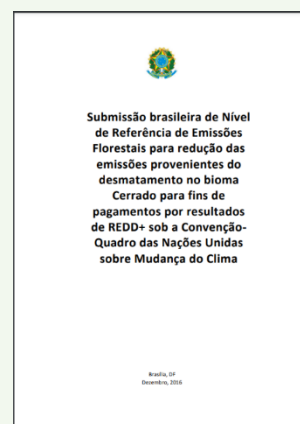 Submissão brasileira de Nível
de Referência de Emissões
Florestais para redução das
emissões provenientes do
desmatamento no bioma
Cerrado para fins de
pagamentos por resultados
de REDD+ sob a Convenção-
Quadro das Nações Unidas
sobre Mudança do Clima
Brasília, DF
Dezembro, 2016